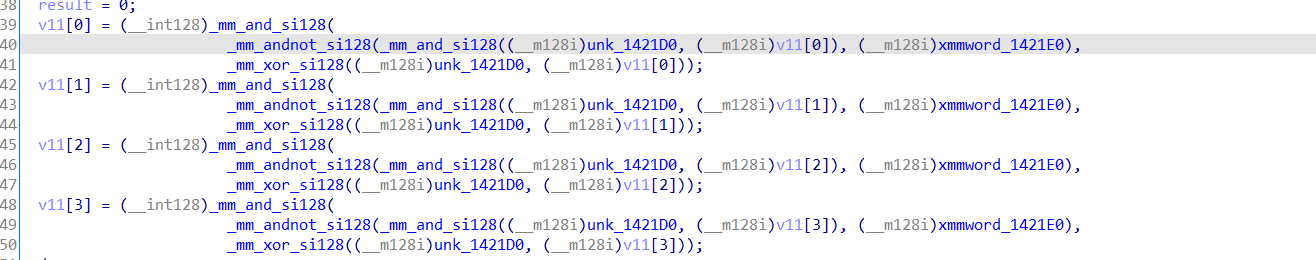 38 result = 0;
39 v11[0] = (__int128)_mm_and_si128(
40 _mm_andnot_si128(_mm_and_si128((__m128i)unk_1421D0, (__m128i)v11[0]), (__m128i)xmmword_1421E0),
41 _mm_xor_si128((__m128i)unk_1421D0, (__m128i)v11[0]));
42 v11[1] = (__int128)_mm_and_si128(
43 _mm_andnot_si128(_mm_and_si128((__m128i)unk_1421D0, (__m128i)v11[1]), (__m128i)xmmword_1421E0),
44 _mm_xor_si128((__m128i)unk_1421D0, (__m128i)v11[1]));
45 v11[2] = (__int128)_mm_and_si128(
46 _mm_andnot_si128(_mm_and_si128((__m128i)unk_1421D0, (__m128i)v11[2]), (__m128i)xmmword_1421E0),
47 _mm_xor_si128((__m128i)unk_1421D0, (__m128i)v11[2]));
48 v11[3] = (__int128)_mm_and_si128(
49 _mm_andnot_si128(_mm_and_si128((__m128i)unk_1421D0, (__m128i)v11[3]), (__m128i)xmmword_1421E0),
50 _mm_xor_si128((__m128i)unk_1421D0, (__m128i)v11[3]));